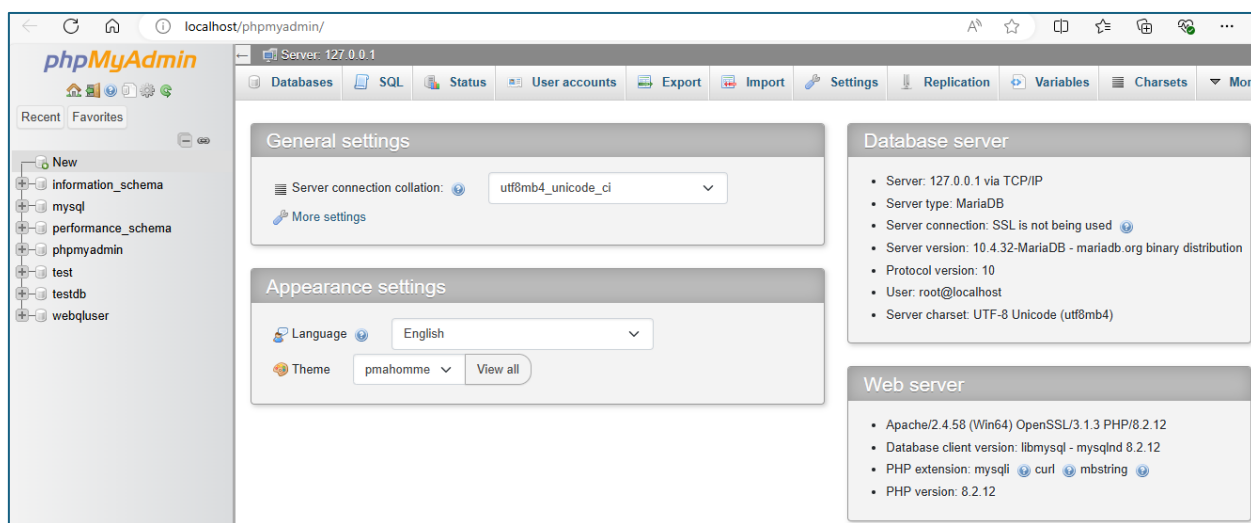 localhost/phpmyadmin/
phpMyAdmin
Recent Favorites
New
information_schema
mysql
performance_schema
phpmyadmin
test
testdb
webqluser
Server: 127.0.0.1
Databases SQL Status User accounts Export Import Settings Replication Variables Charsets Mor
General settings
Server connection collation: utf8mb4_unicode_ci
More settings
Appearance settings
Language English
Theme pmahomme View all
Database server
Server: 127.0.0.1 via TCP/IP
Server type: MariaDB
Server connection: SSL is not being used
Server version: 10.4.32-MariaDB - mariadb.org binary distribution
Protocol version: 10
User: root@localhost
Server charset: UTF-8 Unicode (utf8mb4)
Web server
Apache/2.4.58 (Win64) OpenSSL/3.1.3 PHP/8.2.12
Database client version: libmysql - mysqlnd 8.2.12
PHP extension: mysqli curl mbstring
PHP version: 8.2.12